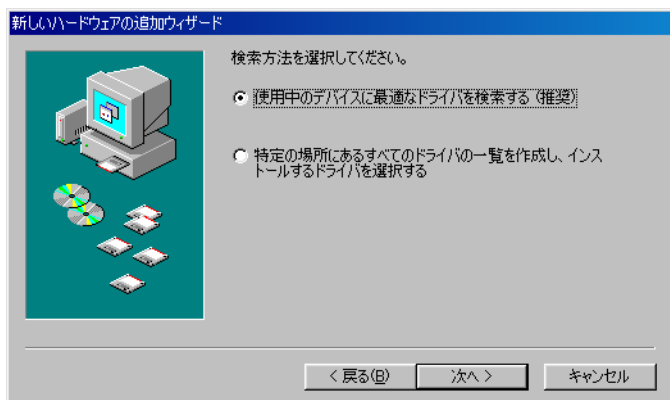 新しいハードウェアの追加ウィザード
検索方法を選択してください。
使用中のデバイスに最適なドライバを検索する (推奨)
特定の場所にあるすべてのドライバの一覧を作成し、インス
トールするドライバを選択する
< 戻る(B)
次へ >
キャンセル